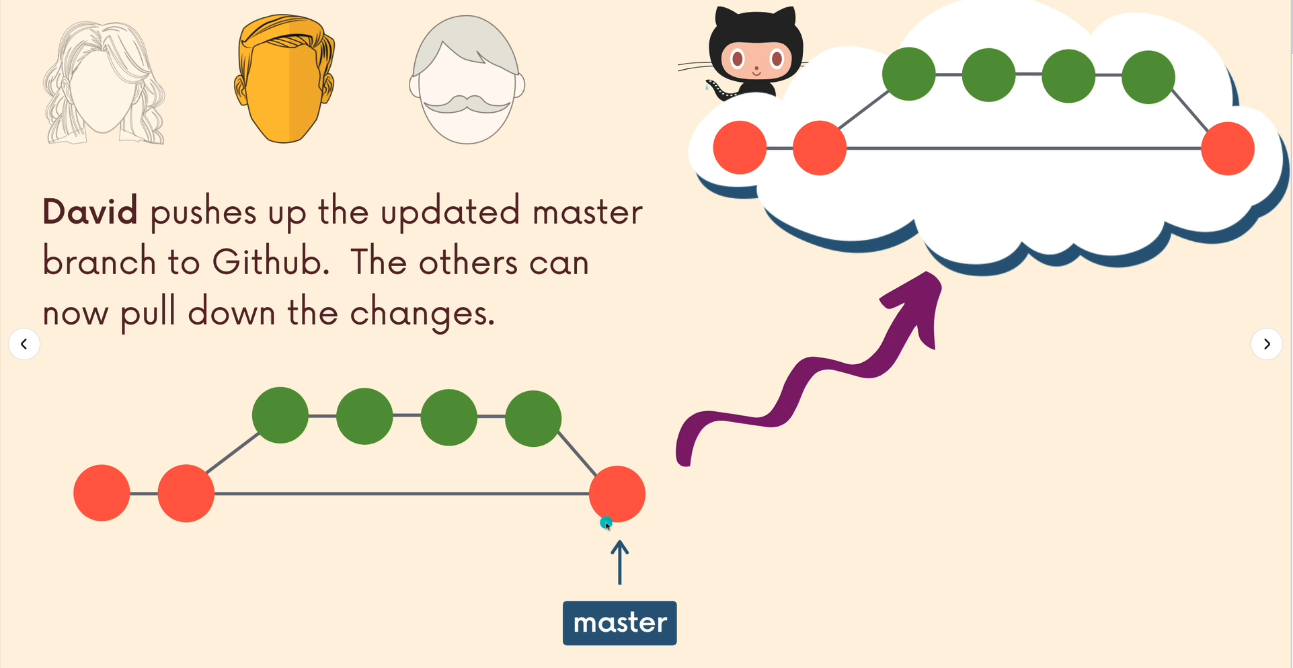 David pushes up the updated master
branch to Github. The others can
now pull down the changes.
master